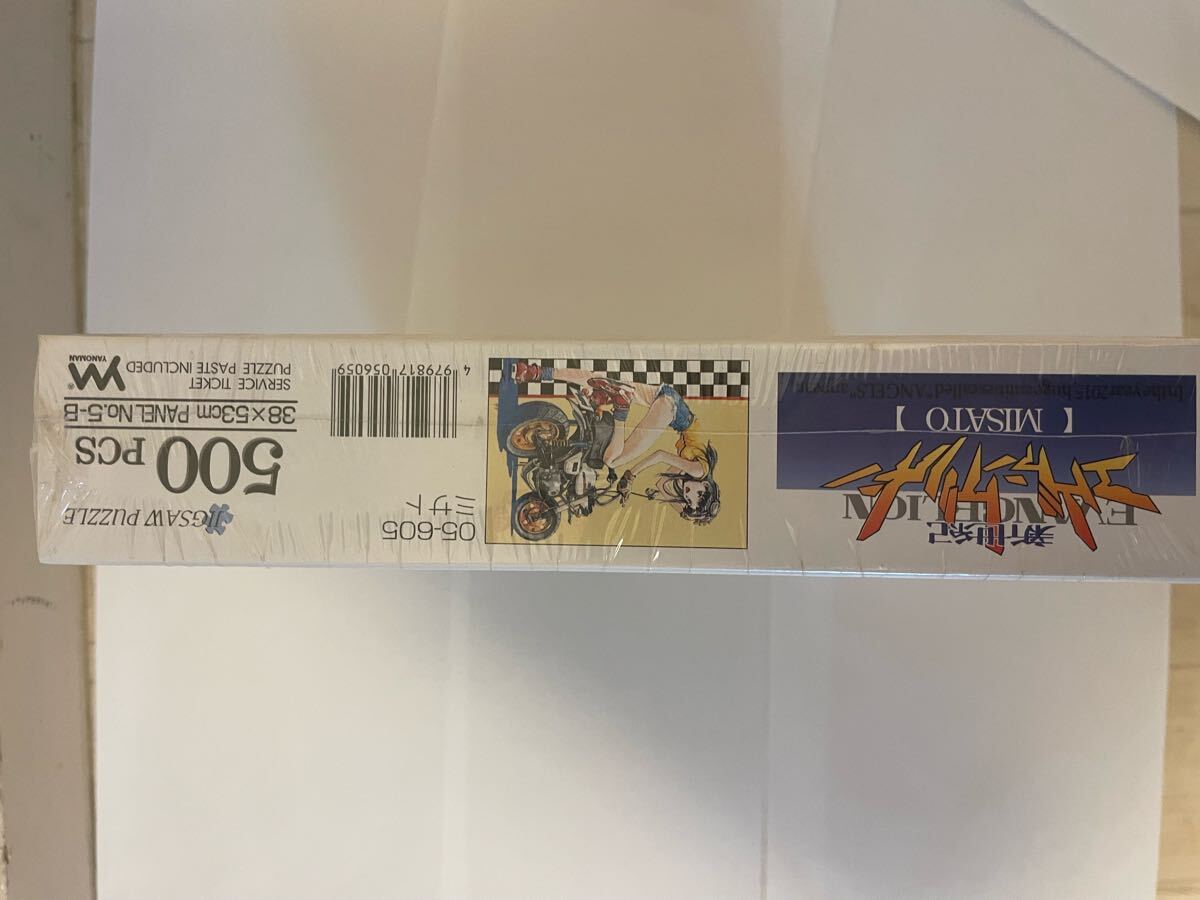 新世紀
EVANGELION
エヴァンゲリオン
【MISATO】
In the year 2015, huge entities called "ANGELS" appear.
05-605
ミサト
4 979817 056059
JIGSAW PUZZLE
500 PCS
38×53cm PANEL No.5-B
SERVICE TICKET
PUZZLE PASTE INCLUDED
YANOMAN